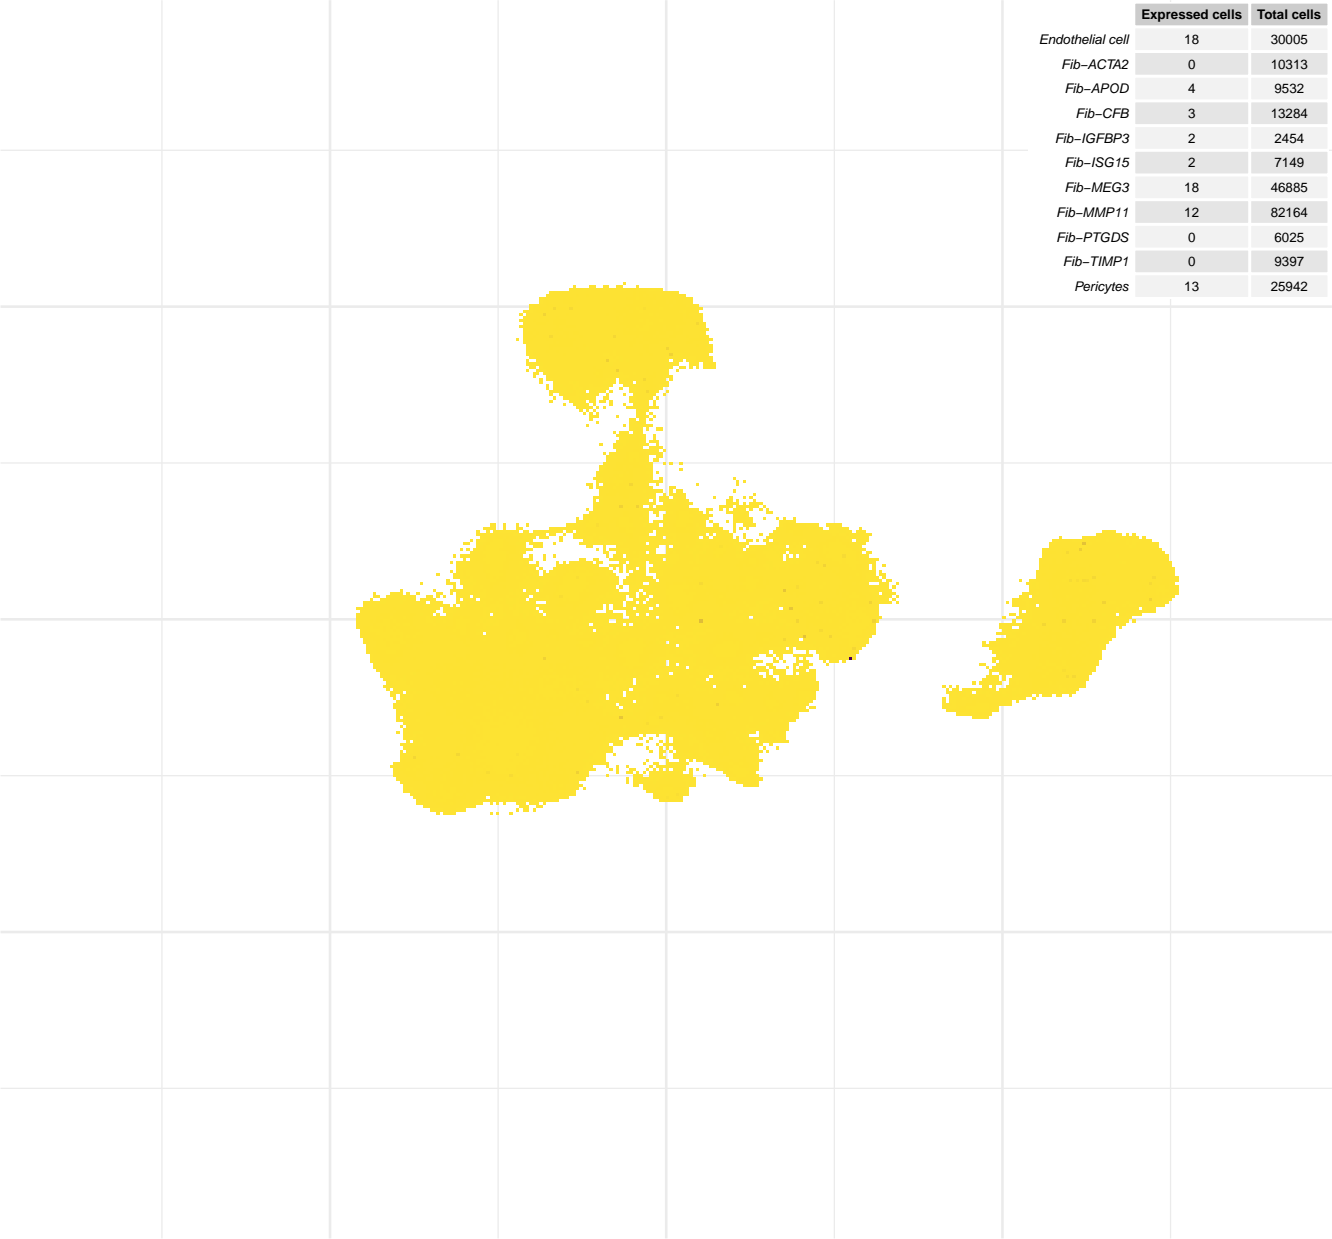 Expressed cells Total cells
Endothelial cell 18 30005
Fib−ACTA2 0 10313
Fib−APOD 4 9532
Fib−CFB 3 13284
Fib−IGFBP3 2 2454
Fib−ISG15 2 7149
Fib−MEG3 18 46885
Fib−MMP11 12 82164
Fib−PTGDS 0 6025
Fib−TIMP1 0 9397
Pericytes 13 25942